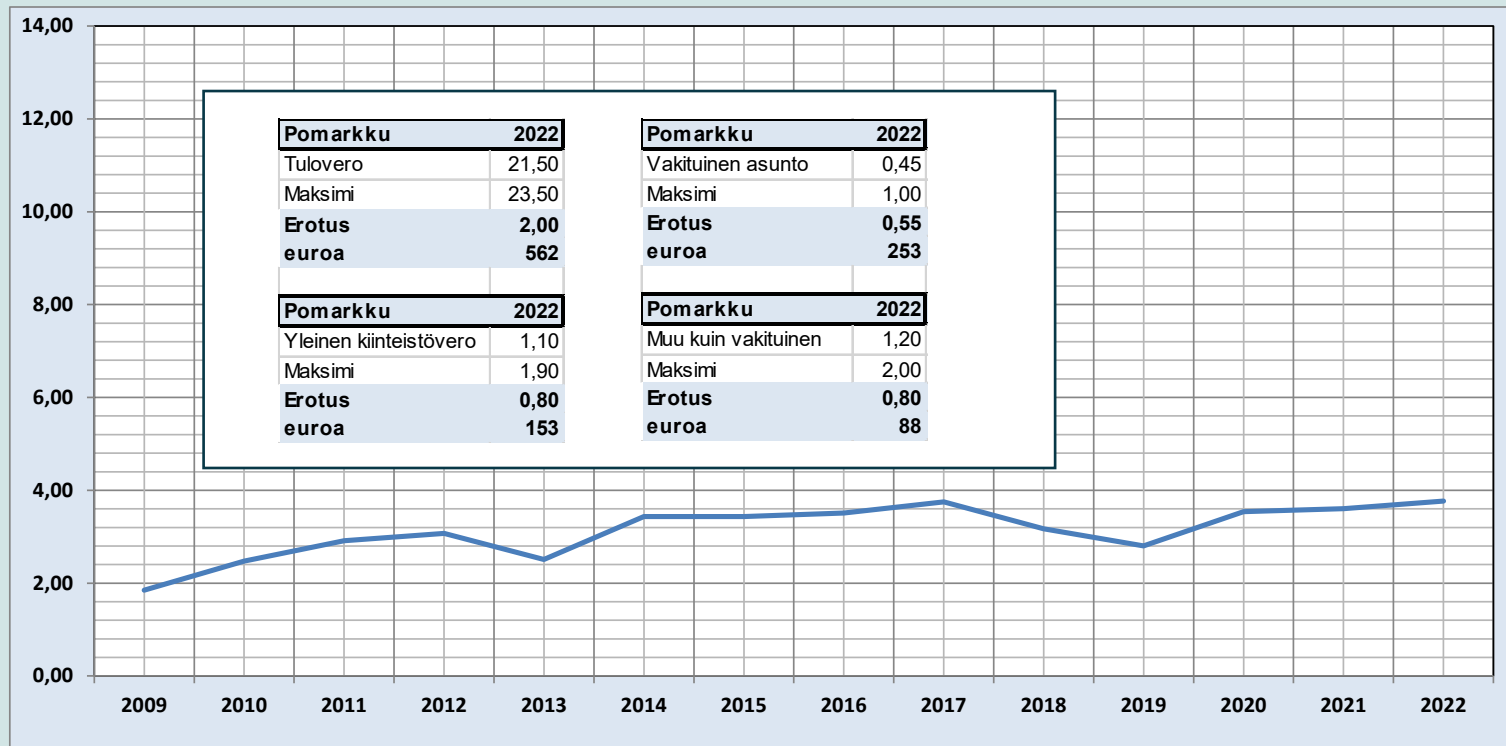 14,00
12,00
10,00
8,00
6,00
4,00
2,00
0,00
Pomarkku 2022
Tulovero 21,50
Maksimi 23,50
Erotus 2,00
euroa 562
Pomarkku 2022
Vakituinen asunto 0,45
Maksimi 1,00
Erotus 0,55
euroa 253
Pomarkku 2022
Yleinen kiinteistövero 1,10
Maksimi 1,90
Erotus 0,80
euroa 153
Pomarkku 2022
Muu kuin vakituinen 1,20
Maksimi 2,00
Erotus 0,80
euroa 88
2009 2010 2011 2012 2013 2014 2015 2016 2017 2018 2019 2020 2021 2022